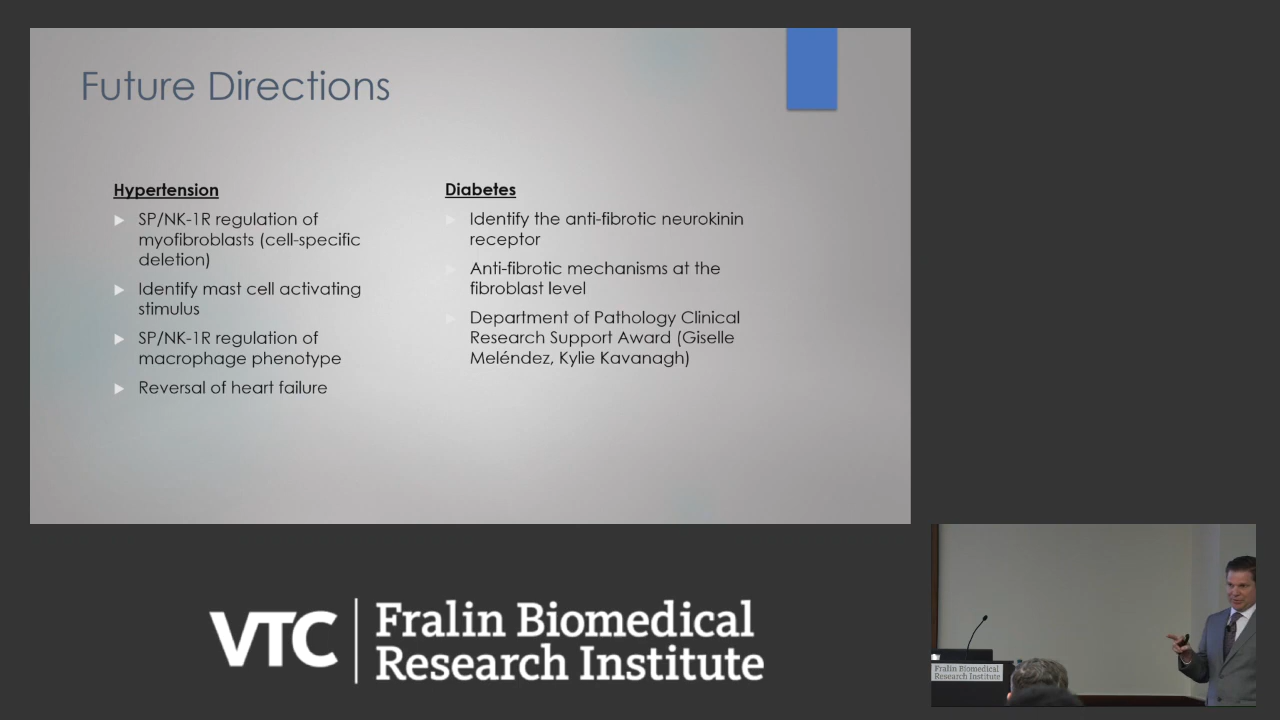 Future Directions
Hypertension
SP/NK-1R regulation of
myofibroblasts (cell-specific
deletion)
Identify mast cell activating
stimulus
SP/NK-1R regulation of
macrophage phenotype
Reversal of heart failure
Diabetes
Identify the anti-fibrotic neurokinin
receptor
Anti-fibrotic mechanisms at the
fibroblast level
Department of Pathology Clinical
Research Support Award (Giselle
Meléndez, Kylie Kavanagh)
VTC
Fralin Biomedical
Research Institute
Fralin Biomedical
Research Institute